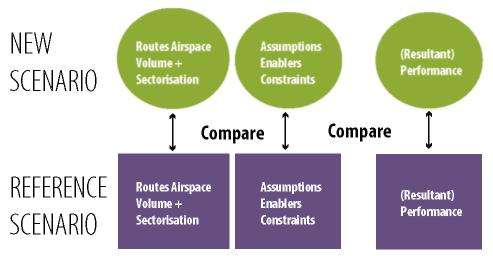 NEW
SCENARIO
Routes Airspace
Volume +
Sectorisation
Assumptions
Enablers
Constraints
(Resultant)
Performance
Compare
Compare
REFERENCE
SCENARIO
Routes Airspace
Volume +
Sectorisation
Assumptions
Enablers
Constraints
(Resultant)
Performance